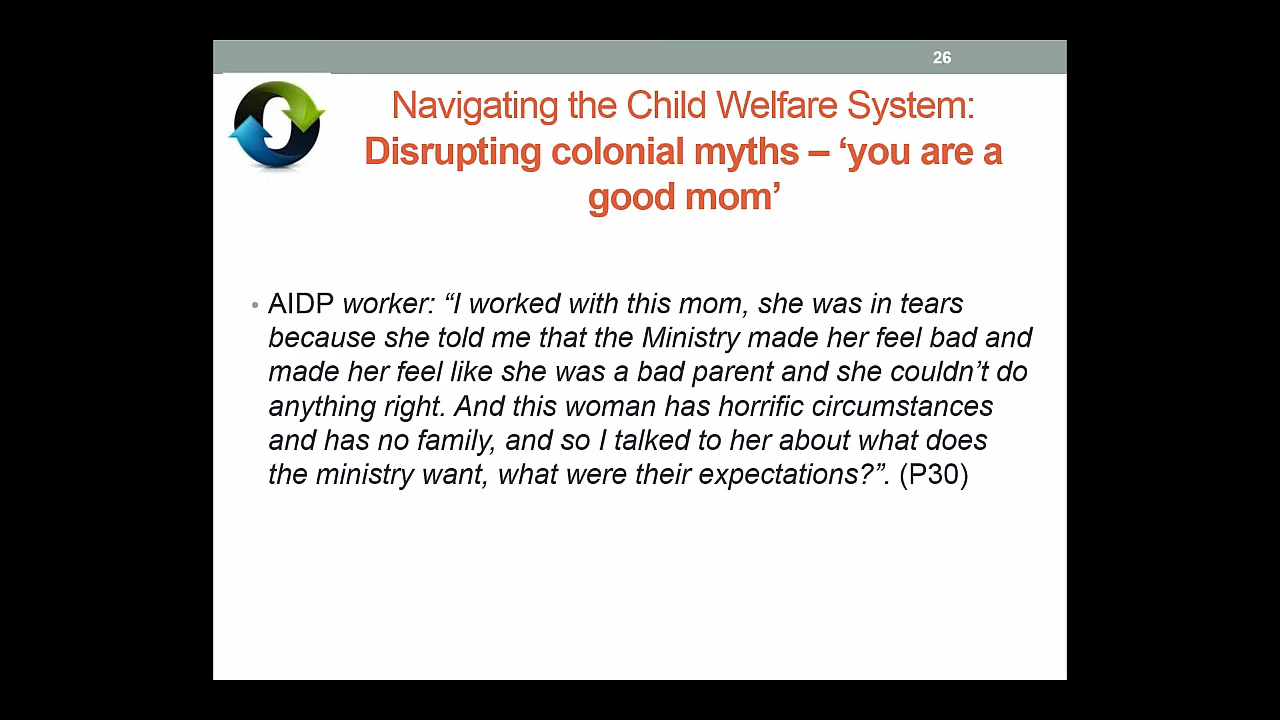 26
Navigating the Child Welfare System:
Disrupting colonial myths – ‘you are a
good mom’
• AIDP worker: “I worked with this mom, she was in tears
because she told me that the Ministry made her feel bad and
made her feel like she was a bad parent and she couldn’t do
anything right. And this woman has horrific circumstances
and has no family, and so I talked to her about what does
the ministry want, what were their expectations?”. (P30)